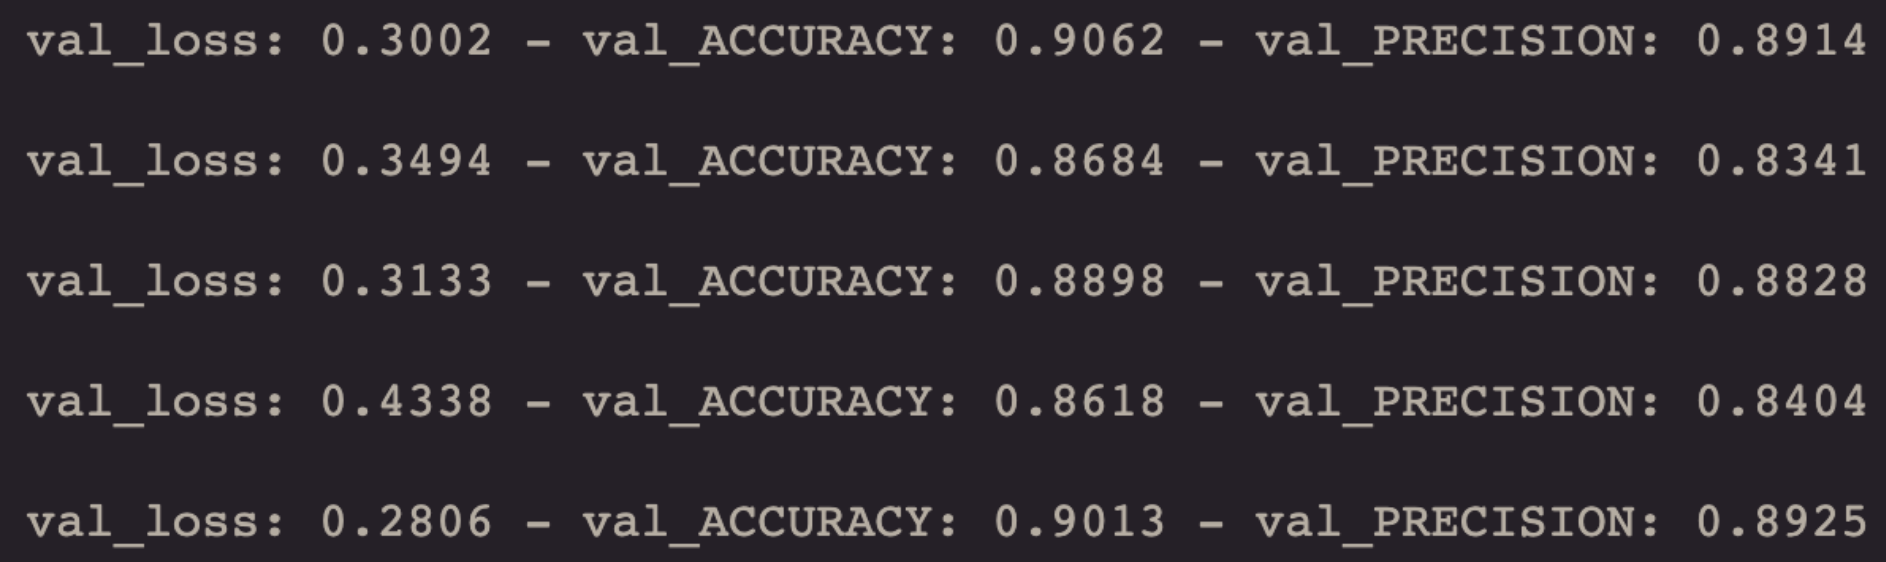 val_loss: 0.3002 - val_ACCURACY: 0.9062 - val_PRECISION: 0.8914
val_loss: 0.3494 - val_ACCURACY: 0.8684 - val_PRECISION: 0.8341
val_loss: 0.3133 - val_ACCURACY: 0.8898 - val_PRECISION: 0.8828
val_loss: 0.4338 - val_ACCURACY: 0.8618 - val_PRECISION: 0.8404
val_loss: 0.2806 - val_ACCURACY: 0.9013 - val_PRECISION: 0.8925